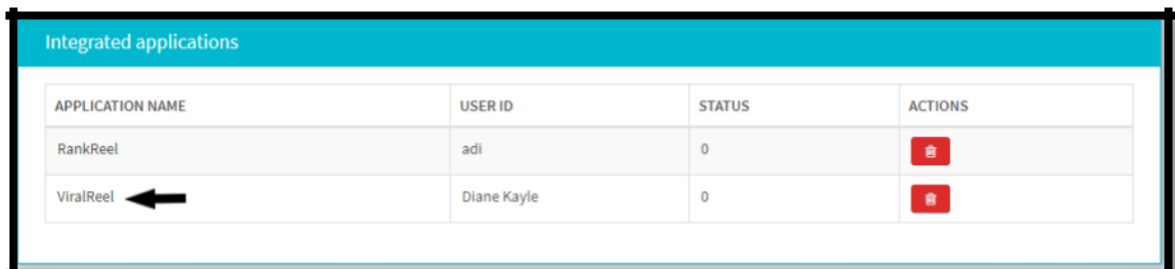 Integrated applications
APPLICATION NAME USER ID STATUS ACTIONS
RankReel adi 0
ViralReel Diane Kayle 0